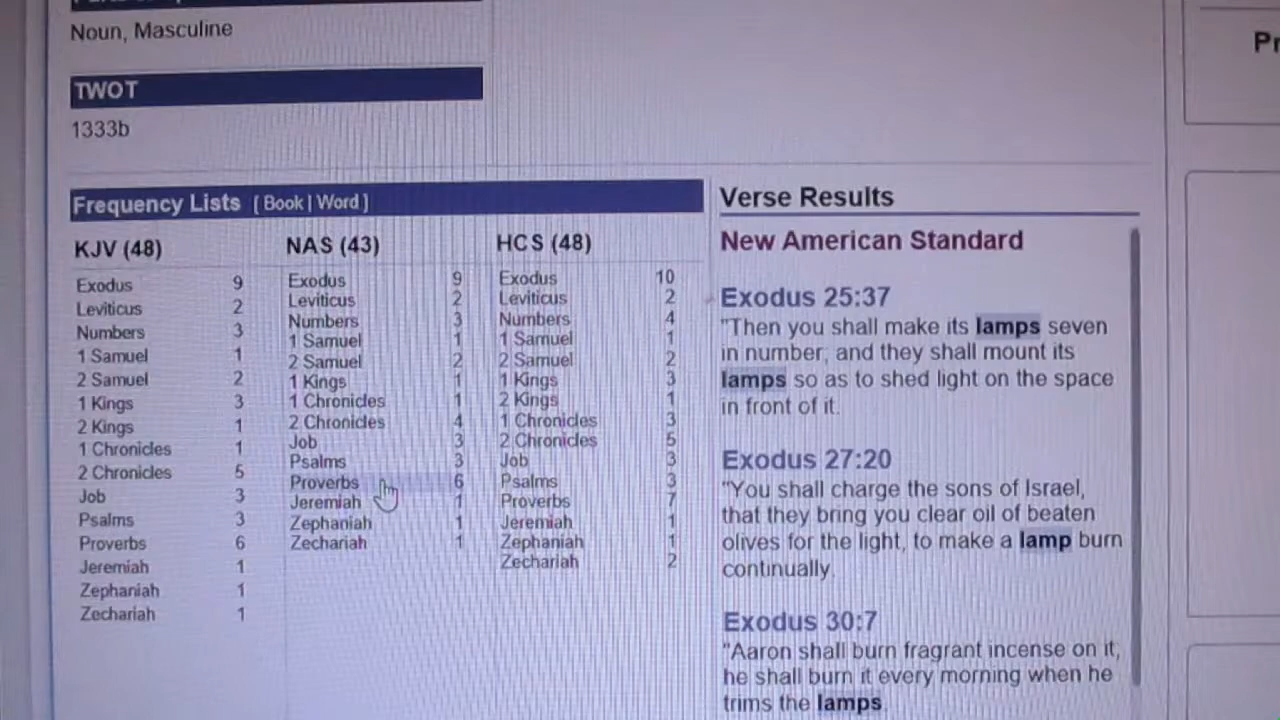 Noun, Masculine
TWOT
1333b
Frequency Lists [ Book | Word ]
KJV (48)
Exodus 9
Leviticus 2
Numbers 3
1 Samuel 1
2 Samuel 2
1 Kings 3
2 Kings 1
1 Chronicles 1
2 Chronicles 5
Job 3
Psalms 3
Proverbs 6
Jeremiah 1
Zephaniah 1
Zechariah 1
NAS (43)
Exodus 9
Leviticus 2
Numbers 3
1 Samuel 1
2 Samuel 2
1 Kings 1
1 Chronicles 1
2 Chronicles 4
Job 3
Psalms 3
Proverbs 6
Jeremiah 1
Zephaniah 1
Zechariah 1
HCS (48)
Exodus 10
Leviticus 2
Numbers 4
1 Samuel 1
2 Samuel 2
1 Kings 3
2 Kings 1
1 Chronicles 3
2 Chronicles 5
Job 3
Psalms 3
Proverbs 7
Jeremiah 1
Zephaniah 1
Zechariah 2
Verse Results
New American Standard
Exodus 25:37
"Then you shall make its lamps seven
in number, and they shall mount its
lamps so as to shed light on the space
in front of it.
Exodus 27:20
"You shall charge the sons of Israel,
that they bring you clear oil of beaten
olives for the light, to make a lamp burn
continually.
Exodus 30:7
"Aaron shall burn fragrant incense on it;
he shall burn it every morning when he
trims the lamps.